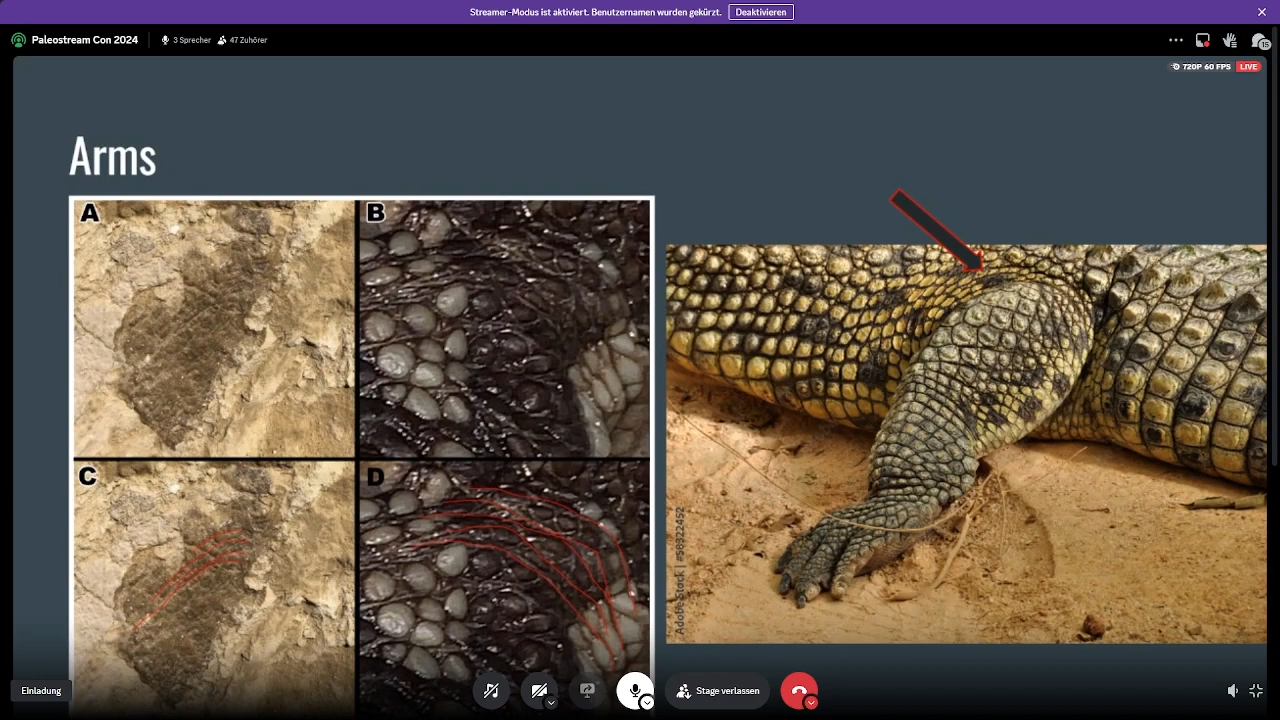 Streamer-Modus ist aktiviert. Benutzernamen wurden gekürzt. Deaktivieren
Paleostream Con 2024
3 Sprecher
47 Zuhörer
15
720P 60 FPS
LIVE
Arms
A
B
C
D
Adobe Stock | #58322452
Einladung
Stage verlassen